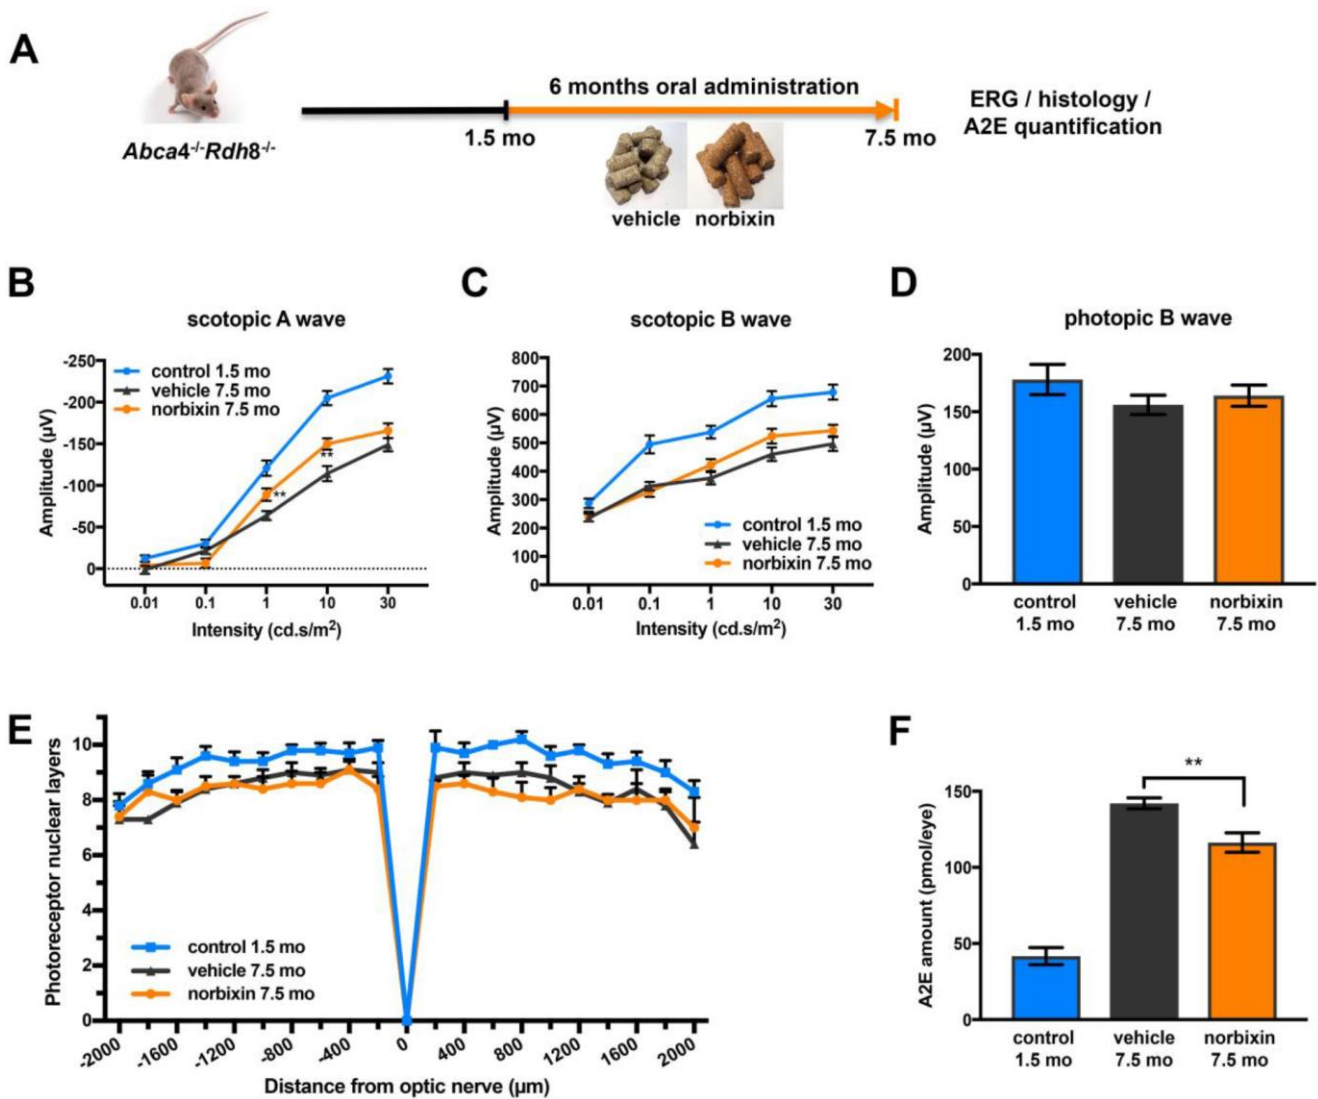 A
6 months oral administration
1.5 mo
7.5 mo
ERG / histology /
A2E quantification
Abca4-/-Rdh8-/-
vehicle
norbixin
B
scotopic A wave
Amplitude (µV)
-250
-200
-150
-100
-50
0
control 1.5 mo
vehicle 7.5 mo
norbixin 7.5 mo
**
**
0.01
0.1
1
10
30
Intensity (cd.s/m2)
C
scotopic B wave
Amplitude (µV)
800
700
600
500
400
300
200
100
0
control 1.5 mo
vehicle 7.5 mo
norbixin 7.5 mo
0.01
0.1
1
10
30
Intensity (cd.s/m2)
D
photopic B wave
Amplitude (µV)
200
150
100
50
0
control
1.5 mo
vehicle
7.5 mo
norbixin
7.5 mo
E
Photoreceptor nuclear layers
10
8
6
4
2
0
control 1.5 mo
vehicle 7.5 mo
norbixin 7.5 mo
-2000
-1600
-1200
-800
-400
0
400
800
1200
1600
2000
Distance from optic nerve (µm)
F
A2E amount (pmol/eye)
150
100
50
0
**
control
1.5 mo
vehicle
7.5 mo
norbixin
7.5 mo